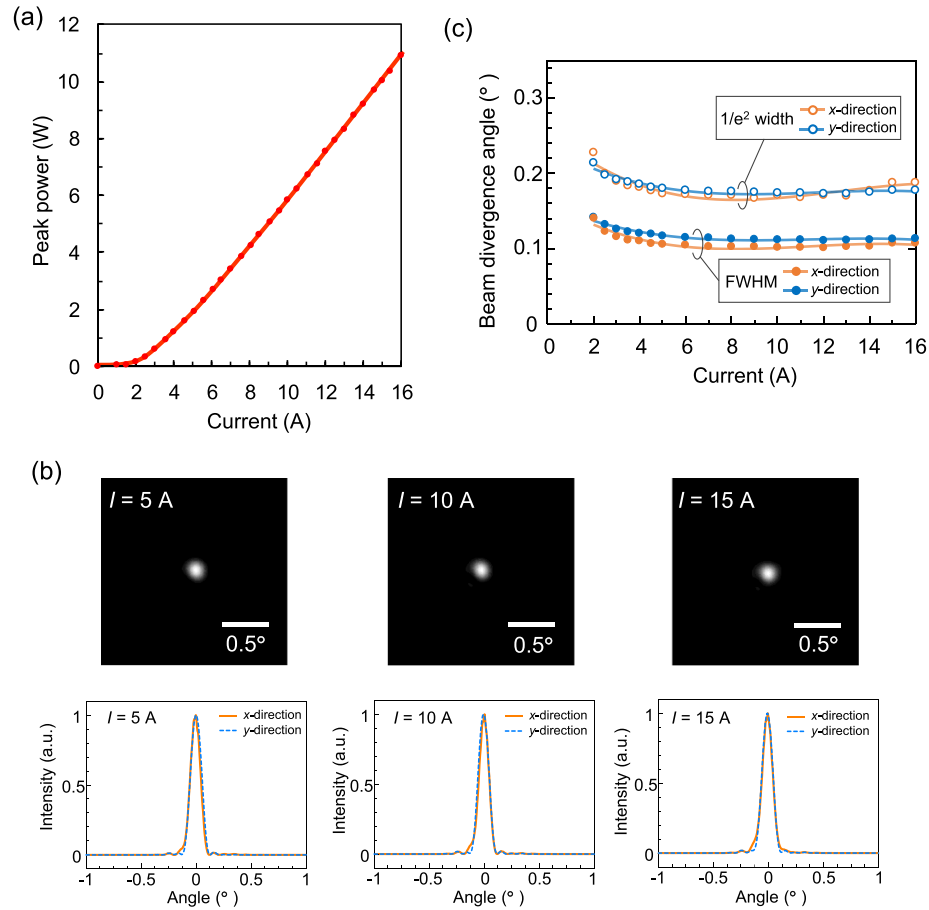 (a)
12
10
8
6
4
2
0
Peak power (W)
0 2 4 6 8 10 12 14 16
Current (A)
(c)
0.3
0.2
0.1
0
Beam divergence angle (°)
1/e² width
x-direction
y-direction
FWHM
x-direction
y-direction
0 2 4 6 8 10 12 14 16
Current (A)
(b)
I = 5 A
0.5°
I = 10 A
0.5°
I = 15 A
0.5°
I = 5 A
x-direction
y-direction
1
0.5
0
Intensity (a.u.)
-1 -0.5 0 0.5 1
Angle (°)
I = 10 A
x-direction
y-direction
1
0.5
0
Intensity (a.u.)
-1 -0.5 0 0.5 1
Angle (°)
I = 15 A
x-direction
y-direction
1
0.5
0
Intensity (a.u.)
-1 -0.5 0 0.5 1
Angle (°)